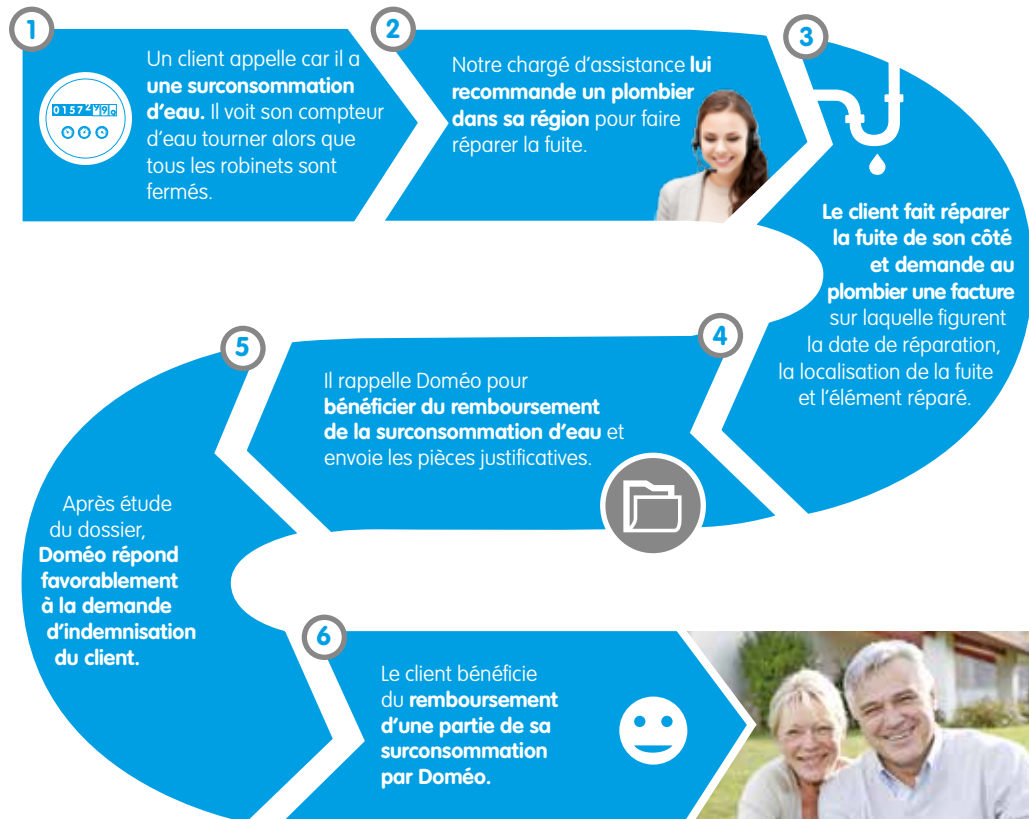 1
Un client appelle car il a
une surconsommation
d'eau. Il voit son compteur
d'eau tourner alors que
tous les robinets sont
fermés.
2
Notre chargé d'assistance lui
recommande un plombier
dans sa région pour faire
réparer la fuite.
3
Le client fait réparer
la fuite de son côté
et demande au
plombier une facture
sur laquelle figurent
la date de réparation,
la localisation de la fuite
et l'élément réparé.
4
Il rappelle Doméo pour
bénéficier du remboursement
de la surconsommation d'eau et
envoie les pièces justificatives.
5
Après étude
du dossier,
Doméo répond
favorablement
à la demande
d'indemnisation
du client.
6
Le client bénéficie
du remboursement
d'une partie de sa
surconsommation
par Doméo.